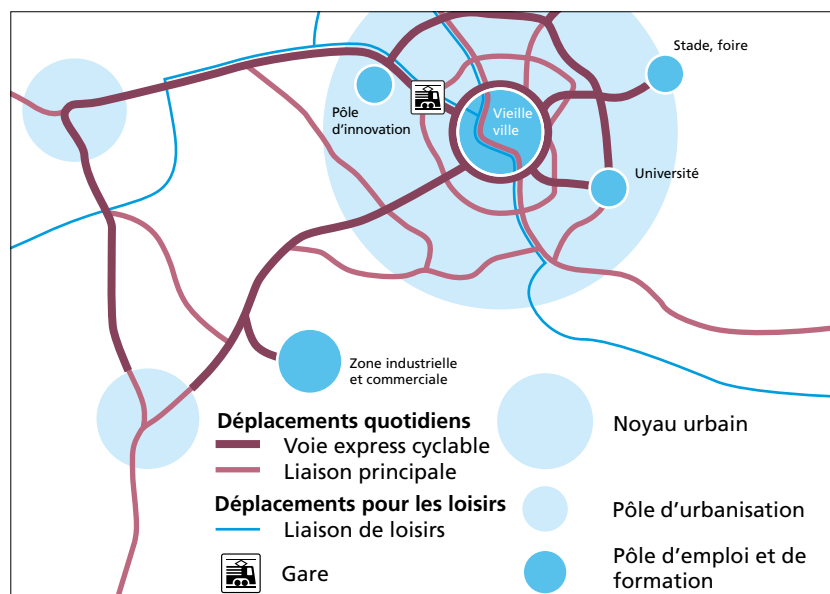 Stade, foire
Pôle
d’innovation
Vieille
ville
Université
Zone industrielle
et commerciale
Déplacements quotidiens
Voie express cyclable
Liaison principale
Déplacements pour les loisirs
Liaison de loisirs
Gare
Noyau urbain
Pôle d’urbanisation
Pôle d’emploi et de
formation